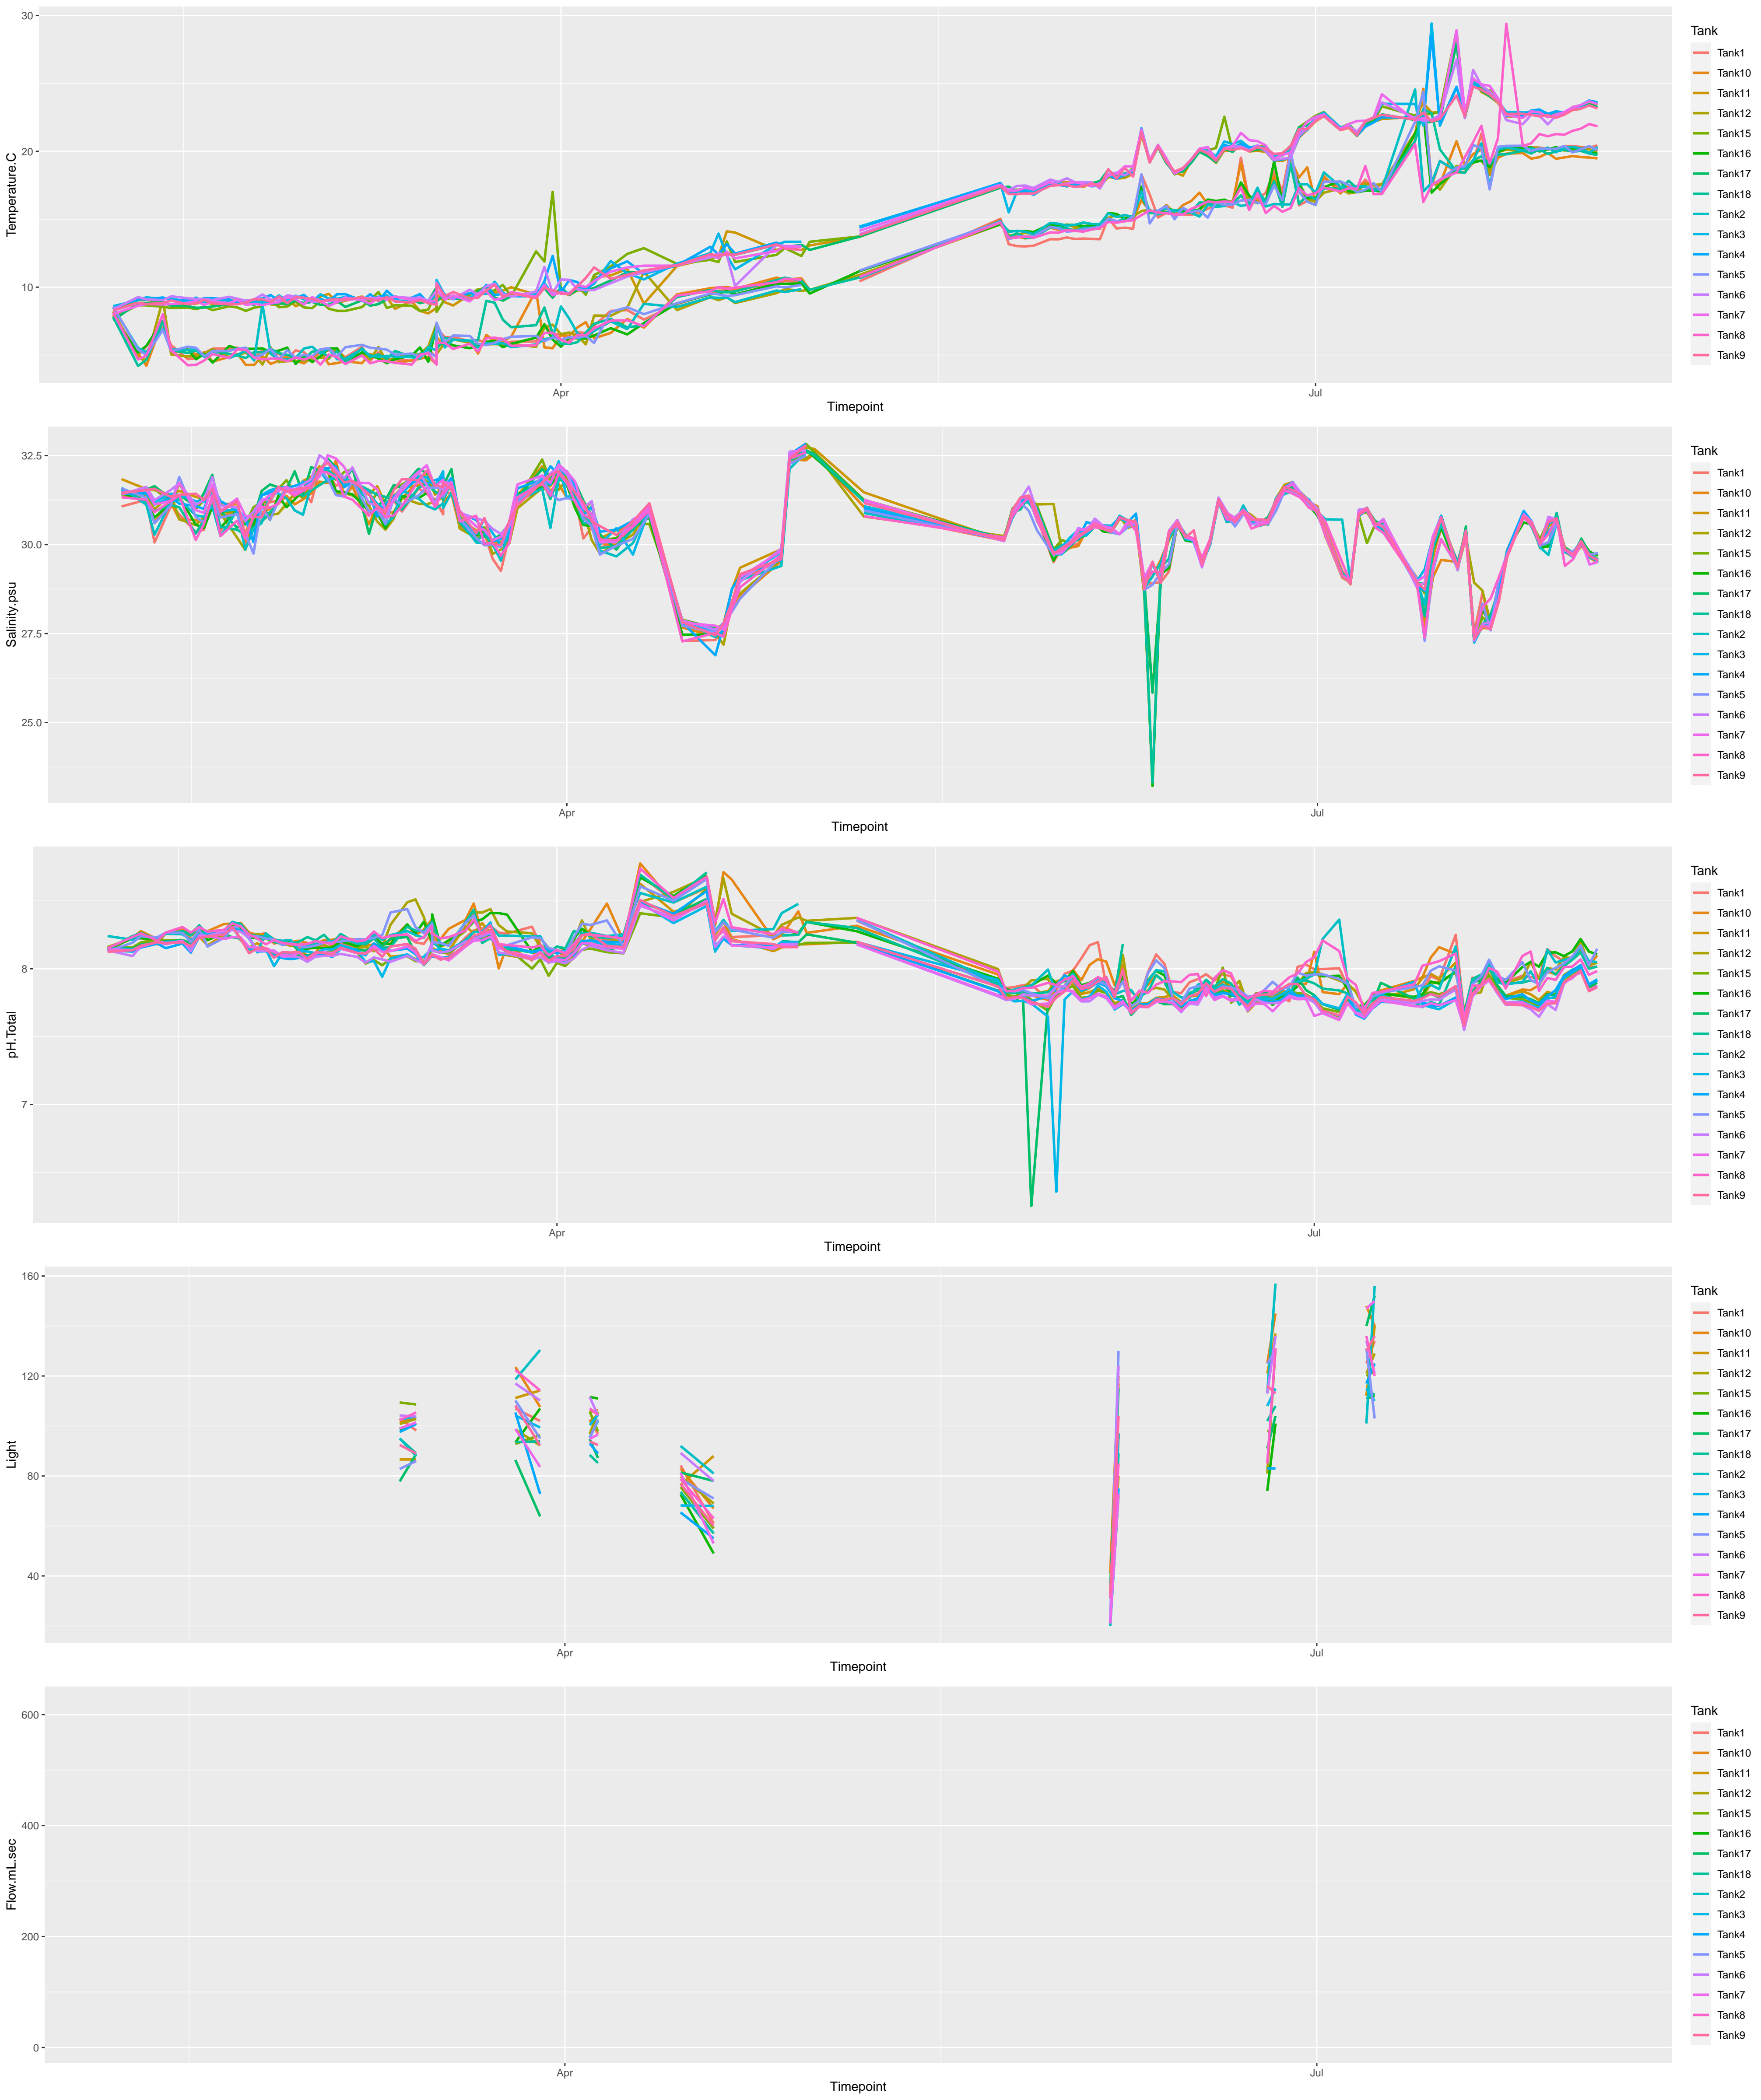 Temperature.C
30
20
10
Apr
Jul
Timepoint
Tank
Tank1
Tank10
Tank11
Tank12
Tank15
Tank16
Tank17
Tank18
Tank2
Tank3
Tank4
Tank5
Tank6
Tank7
Tank8
Tank9
Salinity.psu
32.5
30.0
27.5
25.0
Apr
Jul
Timepoint
Tank
Tank1
Tank10
Tank11
Tank12
Tank15
Tank16
Tank17
Tank18
Tank2
Tank3
Tank4
Tank5
Tank6
Tank7
Tank8
Tank9
pH.Total
8
7
Apr
Jul
Timepoint
Tank
Tank1
Tank10
Tank11
Tank12
Tank15
Tank16
Tank17
Tank18
Tank2
Tank3
Tank4
Tank5
Tank6
Tank7
Tank8
Tank9
Light
160
120
80
40
Apr
Jul
Timepoint
Tank
Tank1
Tank10
Tank11
Tank12
Tank15
Tank16
Tank17
Tank18
Tank2
Tank3
Tank4
Tank5
Tank6
Tank7
Tank8
Tank9
Flow.mL.sec
600
400
200
0
Apr
Jul
Timepoint
Tank
Tank1
Tank10
Tank11
Tank12
Tank15
Tank16
Tank17
Tank18
Tank2
Tank3
Tank4
Tank5
Tank6
Tank7
Tank8
Tank9